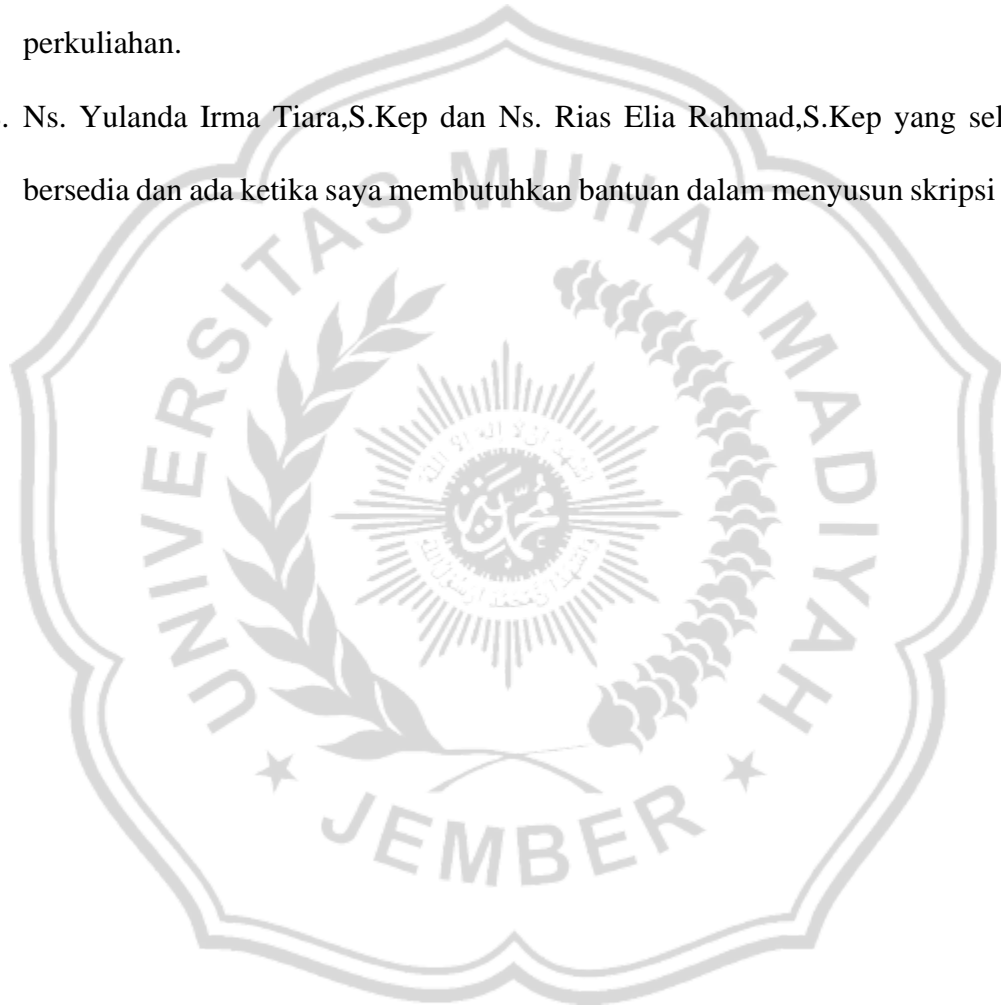 perkuliahan.
. Ns. Yulanda Irma Tiara,S.Kep dan Ns. Rias Elia Rahmad,S.Kep yang sel
bersedia dan ada ketika saya membutuhkan bantuan dalam menyusun skripsi
UNIVERSITAS MUHAMMADIYAH
JEMBER